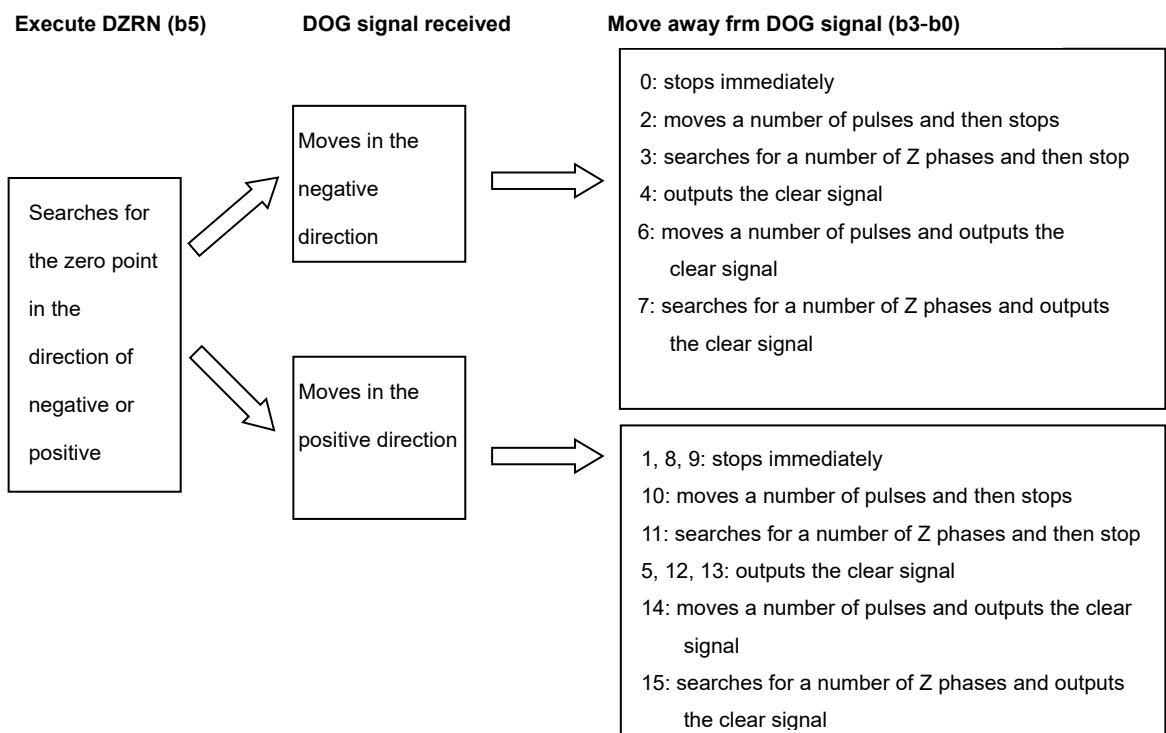 Execute DZRN (b5)
DOG signal received
Move away frm DOG signal (b3-b0)
Searches for
the zero point
in the
direction of
negative or
positive
Moves in the
negative
direction
0: stops immediately
2: moves a number of pulses and then stops
3: searches for a number of Z phases and then stop
4: outputs the clear signal
6: moves a number of pulses and outputs the
clear signal
7: searches for a number of Z phases and outputs
the clear signal
Moves in the
positive direction
1, 8, 9: stops immediately
10: moves a number of pulses and then stops
11: searches for a number of Z phases and then stop
5, 12, 13: outputs the clear signal
14: moves a number of pulses and outputs the clear
signal
15: searches for a number of Z phases and outputs
the clear signal